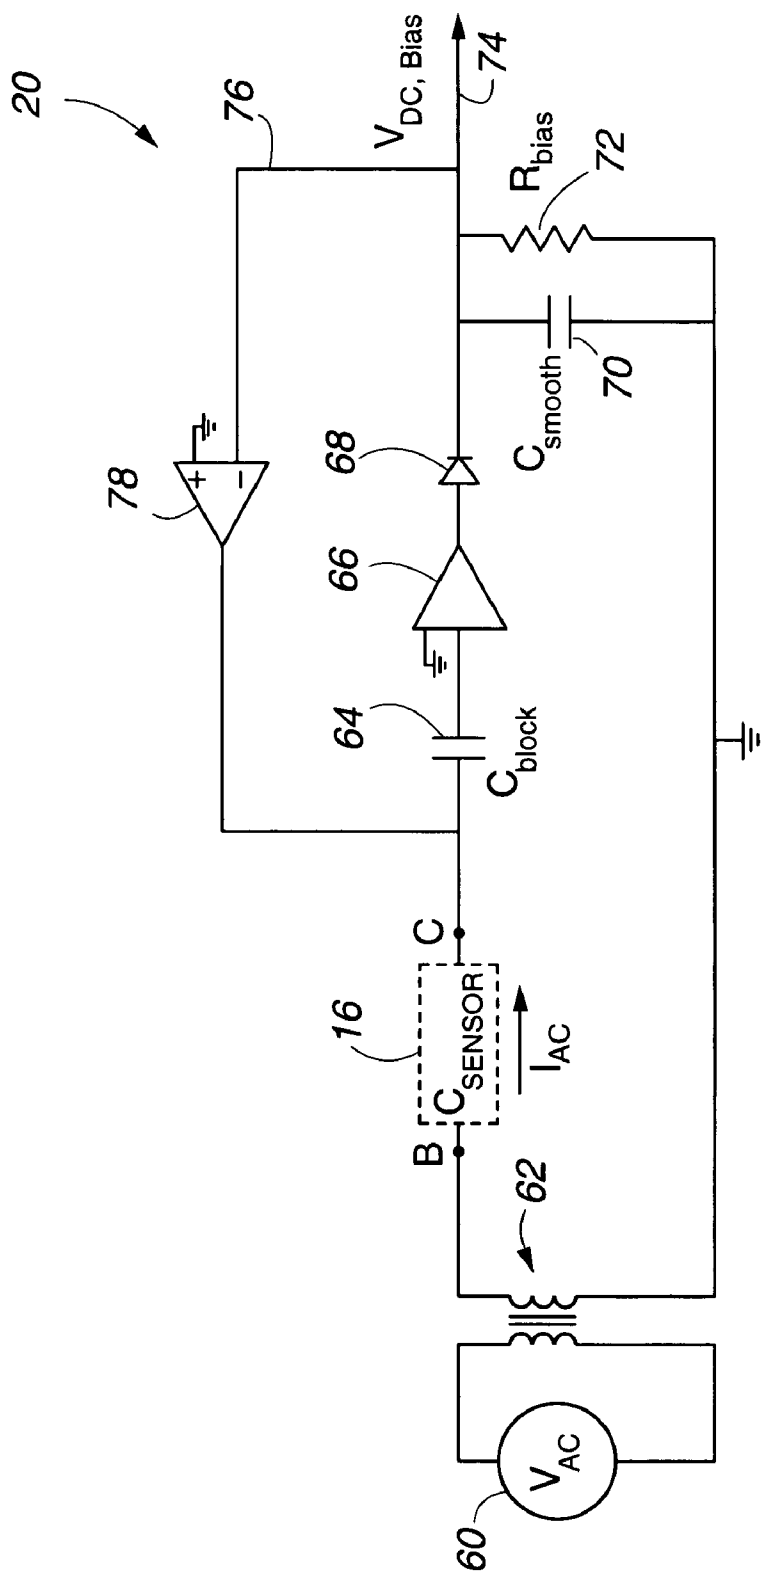 20
76
V_DC, Bias
74
78
+
−
68
R_bias
72
66
C_smooth
70
64
C_block
C
16
C_SENSOR
I_AC
B
62
V_AC
60